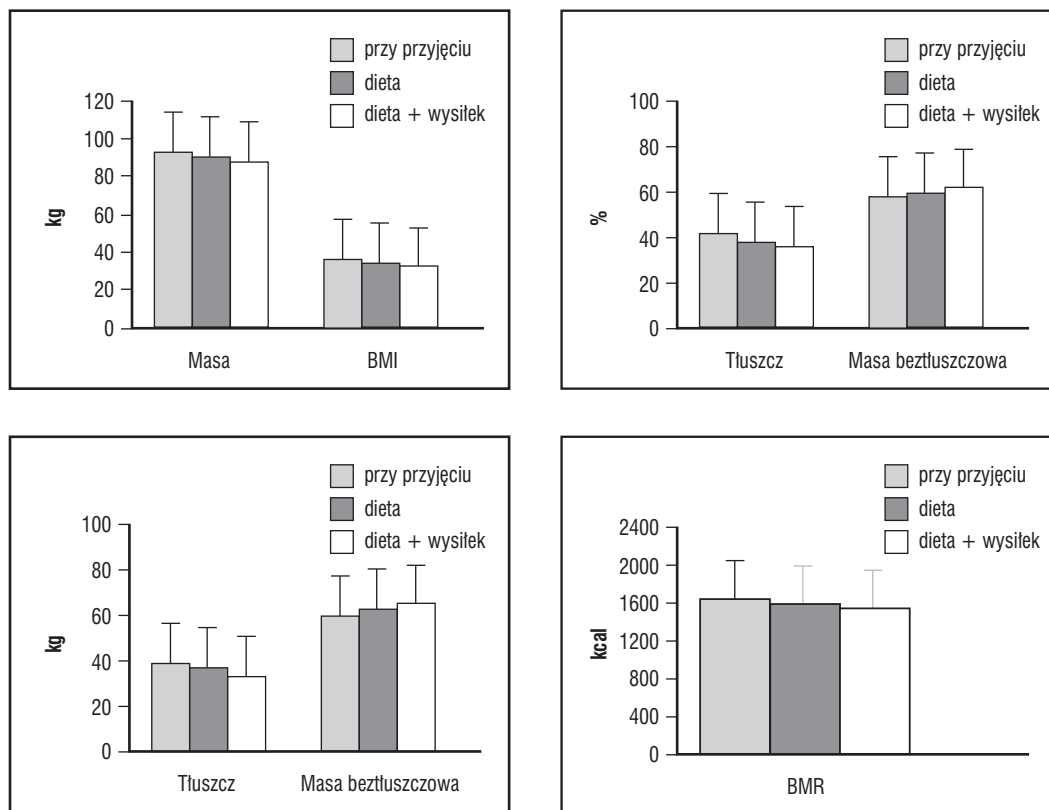 przy przyjęciu
dieta
dieta + wysiłek
120
100
80
60
40
20
0
kg
Masa
BMI
przy przyjęciu
dieta
dieta + wysiłek
100
80
60
40
20
0
%
Tłuszcz
Masa beztłuszczowa
przy przyjęciu
dieta
dieta + wysiłek
100
80
60
40
20
0
kg
Tłuszcz
Masa beztłuszczowa
przy przyjęciu
dieta
dieta + wysiłek
2400
2000
1600
1200
800
400
0
kcal
BMR